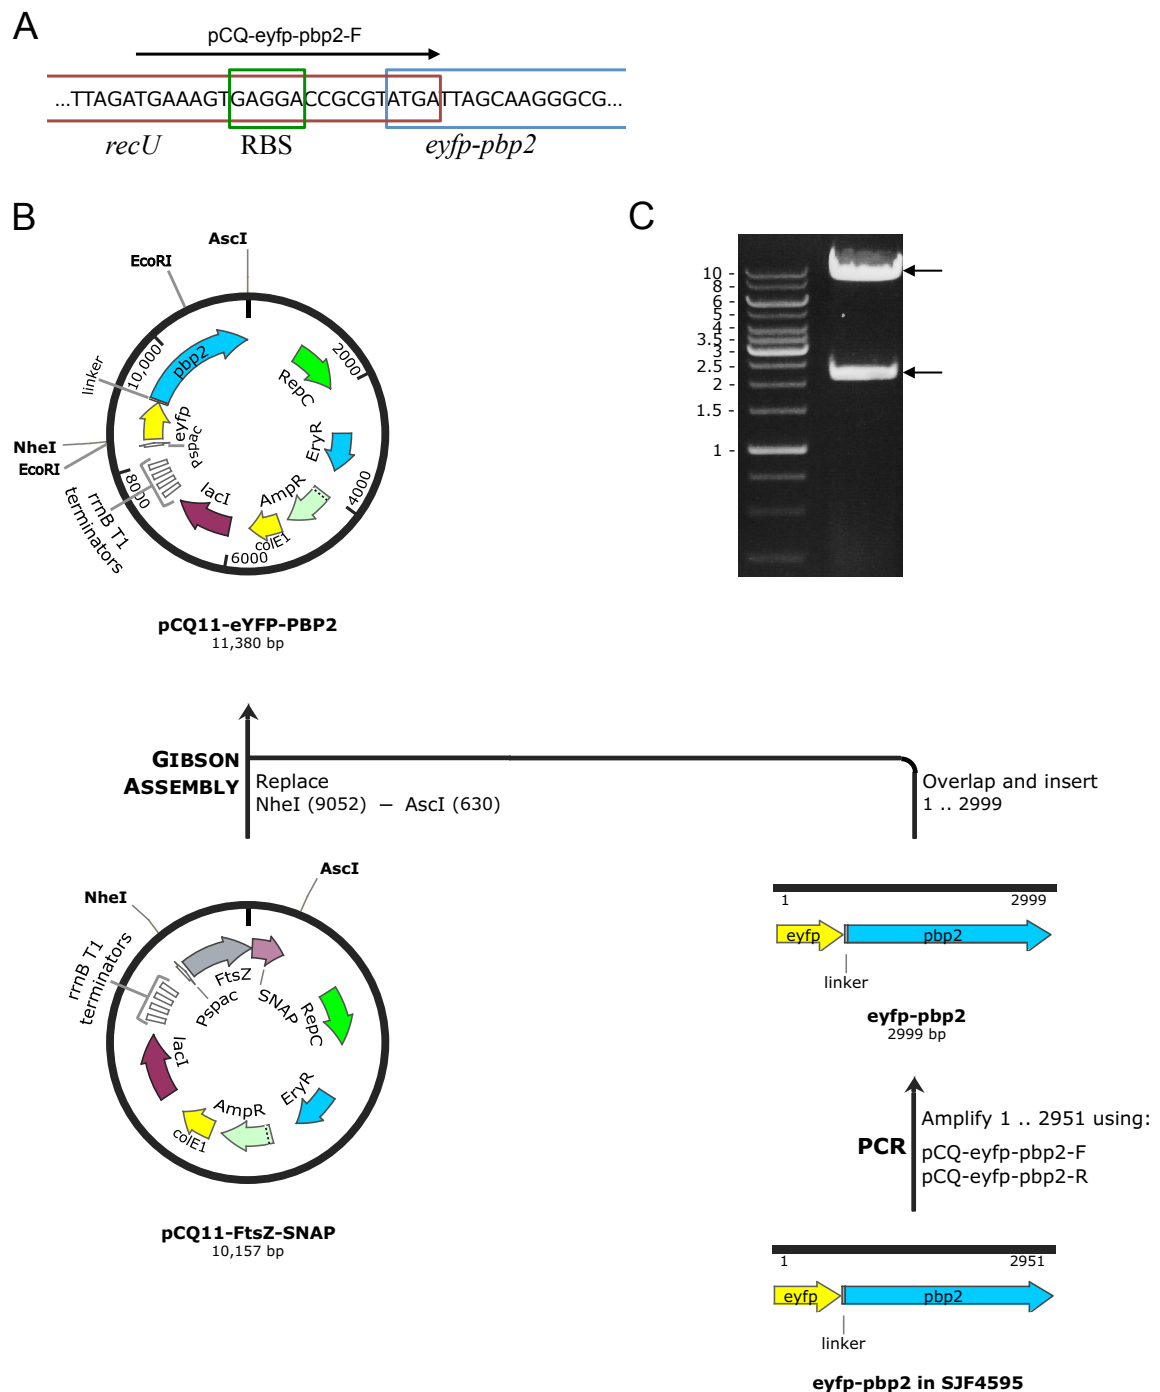 A
pCQ-eyfp-pbp2-F
...TTAGATGAAAGTGAGGACCGCGTATGATTAGCAAGGGCG...
recU RBS eyfp-pbp2
B
AscI
EcoRI
10,000
pbp2
linker
2000
RepC
eyfp
Pspac
NheI
EcoRI
EryR
8000
rrnB T1
terminators
lacI
AmpR
4000
colE1
6000
pCQ11-eYFP-PBP2
11,380 bp
C
10 -
8 -
6 -
5 -
4 -
3.5 -
3 -
2.5 -
2 -
1.5 -
1 -
GIBSON
ASSEMBLY
Replace
NheI (9052) – AscI (630)
Overlap and insert
1 .. 2999
AscI
NheI
rrnB T1
terminators
FtsZ
Pspac
SNAP
RepC
lacI
EryR
AmpR
colE1
pCQ11-FtsZ-SNAP
10,157 bp
1 2999
eyfp pbp2
linker
eyfp-pbp2
2999 bp
PCR
Amplify 1 .. 2951 using:
pCQ-eyfp-pbp2-F
pCQ-eyfp-pbp2-R
1 2951
eyfp pbp2
linker
eyfp-pbp2 in SJF4595